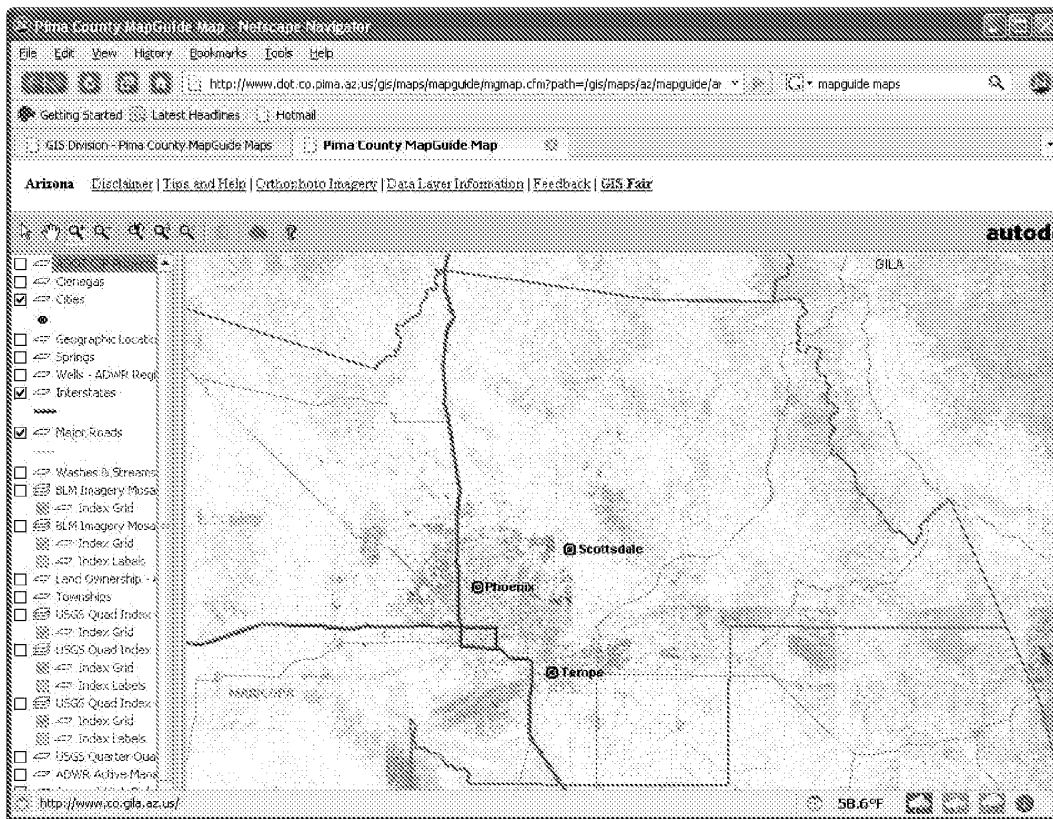 Pima County MapGuide Map - Netscape Navigator
File Edit View History Bookmarks Tools Help
http://www.dot.co.pima.az.us/gis/maps/mapguide/mgmap.cfm?path=/gis/maps/az/mapguide/a
G mapguide maps
Getting Started Latest Headlines Hotmail
GIS Division - Pima County MapGuide Maps
Pima County MapGuide Map
Arizona Disclaimer | Tips and Help | Orthophoto Imagery | Data Layer Information | Feedback | GIS Fair
autod
Cienegas
Cities
Geographic Locatio
Springs
Wells - ADWR Regi
Interstates
Major Roads
Washes & Streams
BLM Imagery Mosa
Index Grid
BLM Imagery Mosa
Index Grid
Index Labels
Land Ownership -
Townships
USGS Quad Index
Index Grid
USGS Quad Index
Index Grid
Index Labels
USGS Quad Index
Index Grid
Index Labels
USGS Quarter Qua
ADWR Active Mana
GILA
Scottsdale
Phoenix
Tempe
MARICOPA
http://www.co.gila.az.us/
58.6°F